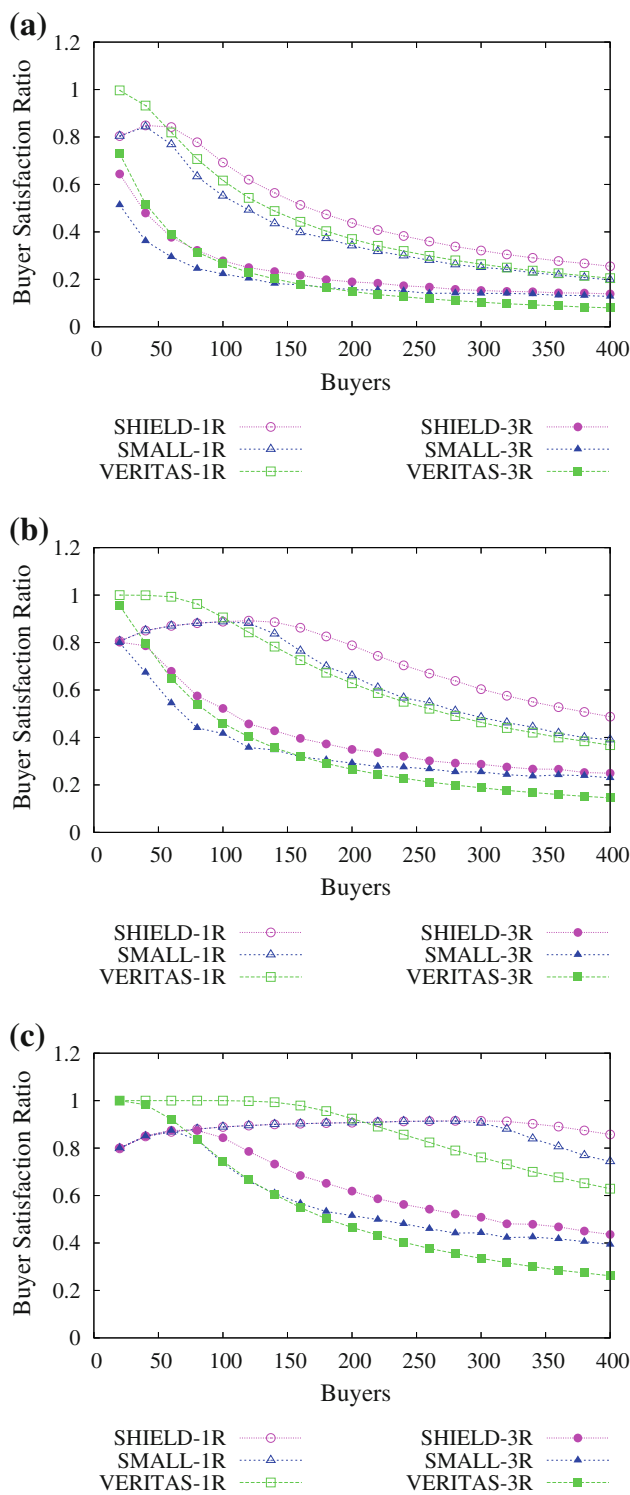 (a)
1.2
1
0.8
0.6
0.4
0.2
0
Buyer Satisfaction Ratio
0 50 100 150 200 250 300 350 400
Buyers
SHIELD-1R SHIELD-3R
SMALL-1R SMALL-3R
VERITAS-1R VERITAS-3R
(b)
1.2
1
0.8
0.6
0.4
0.2
0
Buyer Satisfaction Ratio
0 50 100 150 200 250 300 350 400
Buyers
SHIELD-1R SHIELD-3R
SMALL-1R SMALL-3R
VERITAS-1R VERITAS-3R
(c)
1.2
1
0.8
0.6
0.4
0.2
0
Buyer Satisfaction Ratio
0 50 100 150 200 250 300 350 400
Buyers
SHIELD-1R SHIELD-3R
SMALL-1R SMALL-3R
VERITAS-1R VERITAS-3R